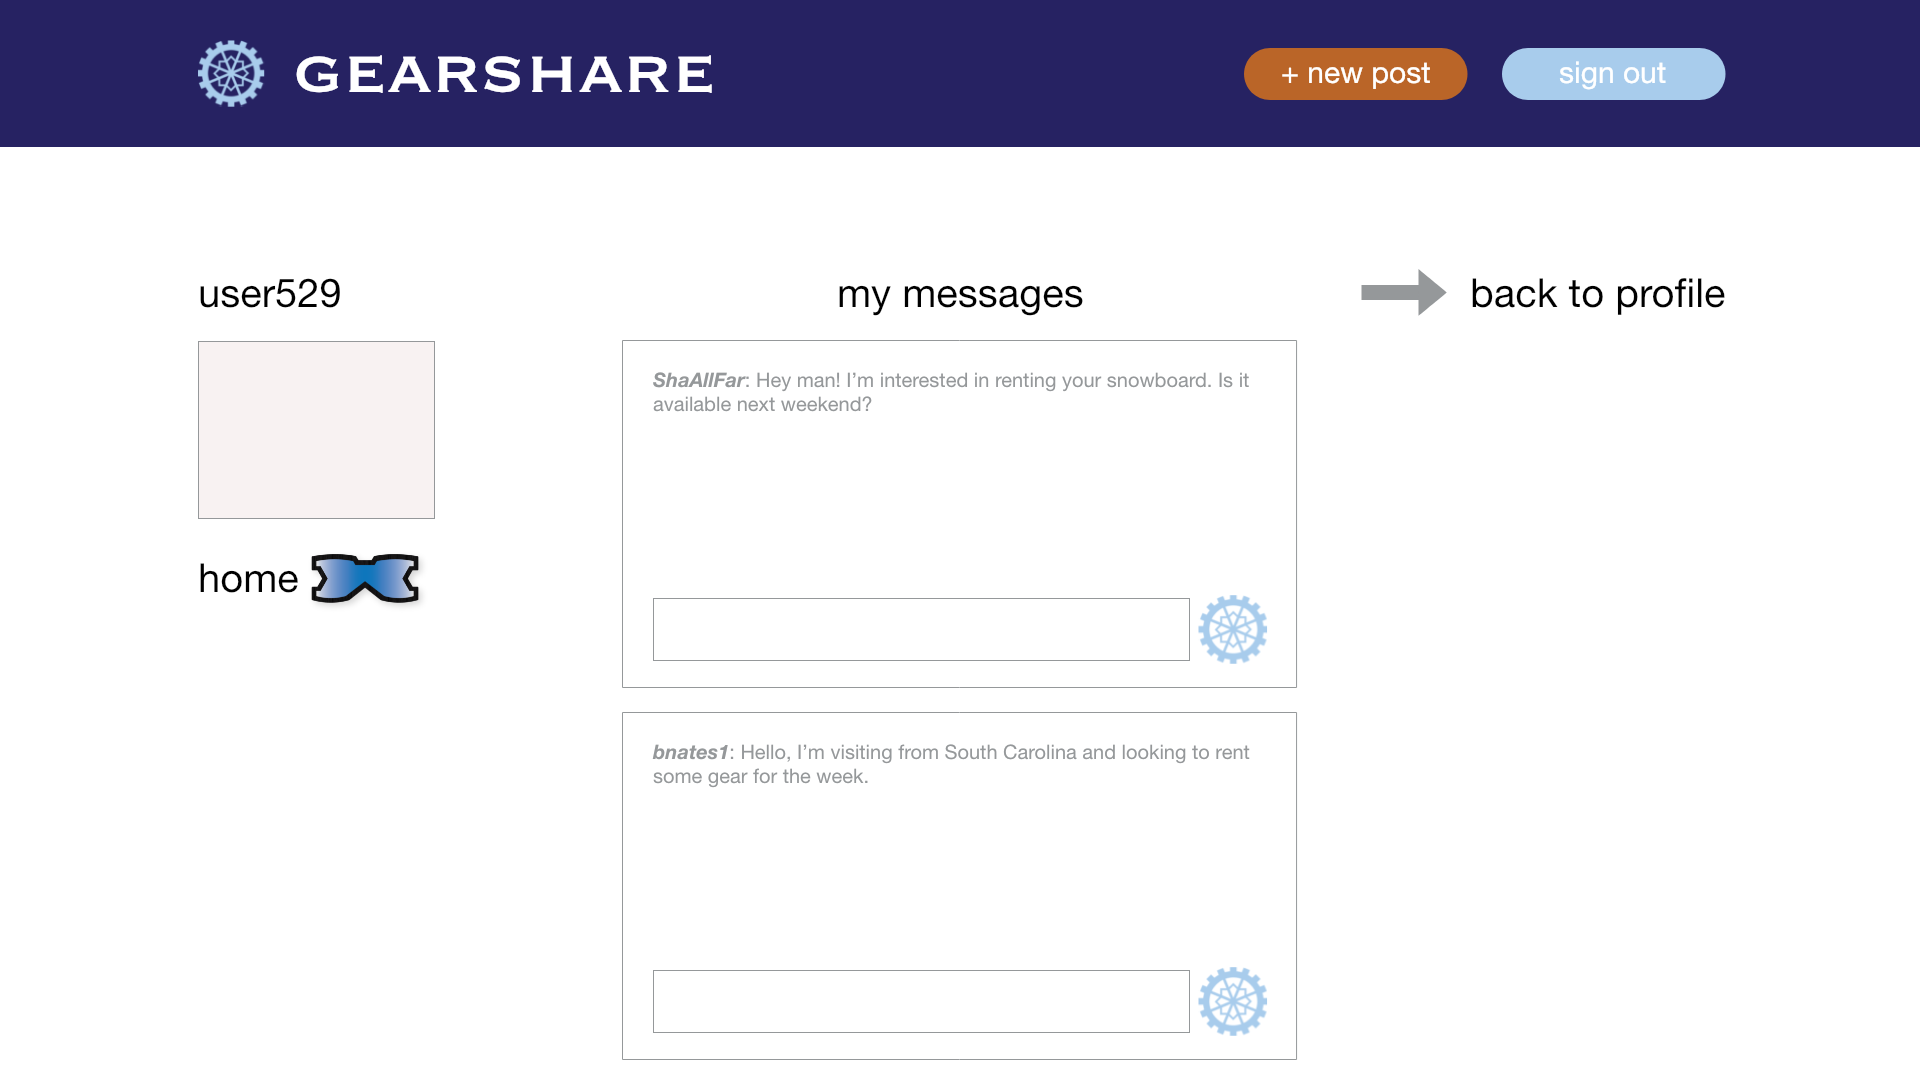 GEARSHARE
+ new post
sign out
user529
my messages
back to profile
ShaAllFar: Hey man! I’m interested in renting your snowboard. Is it
available next weekend?
home
bnates1: Hello, I’m visiting from South Carolina and looking to rent
some gear for the week.